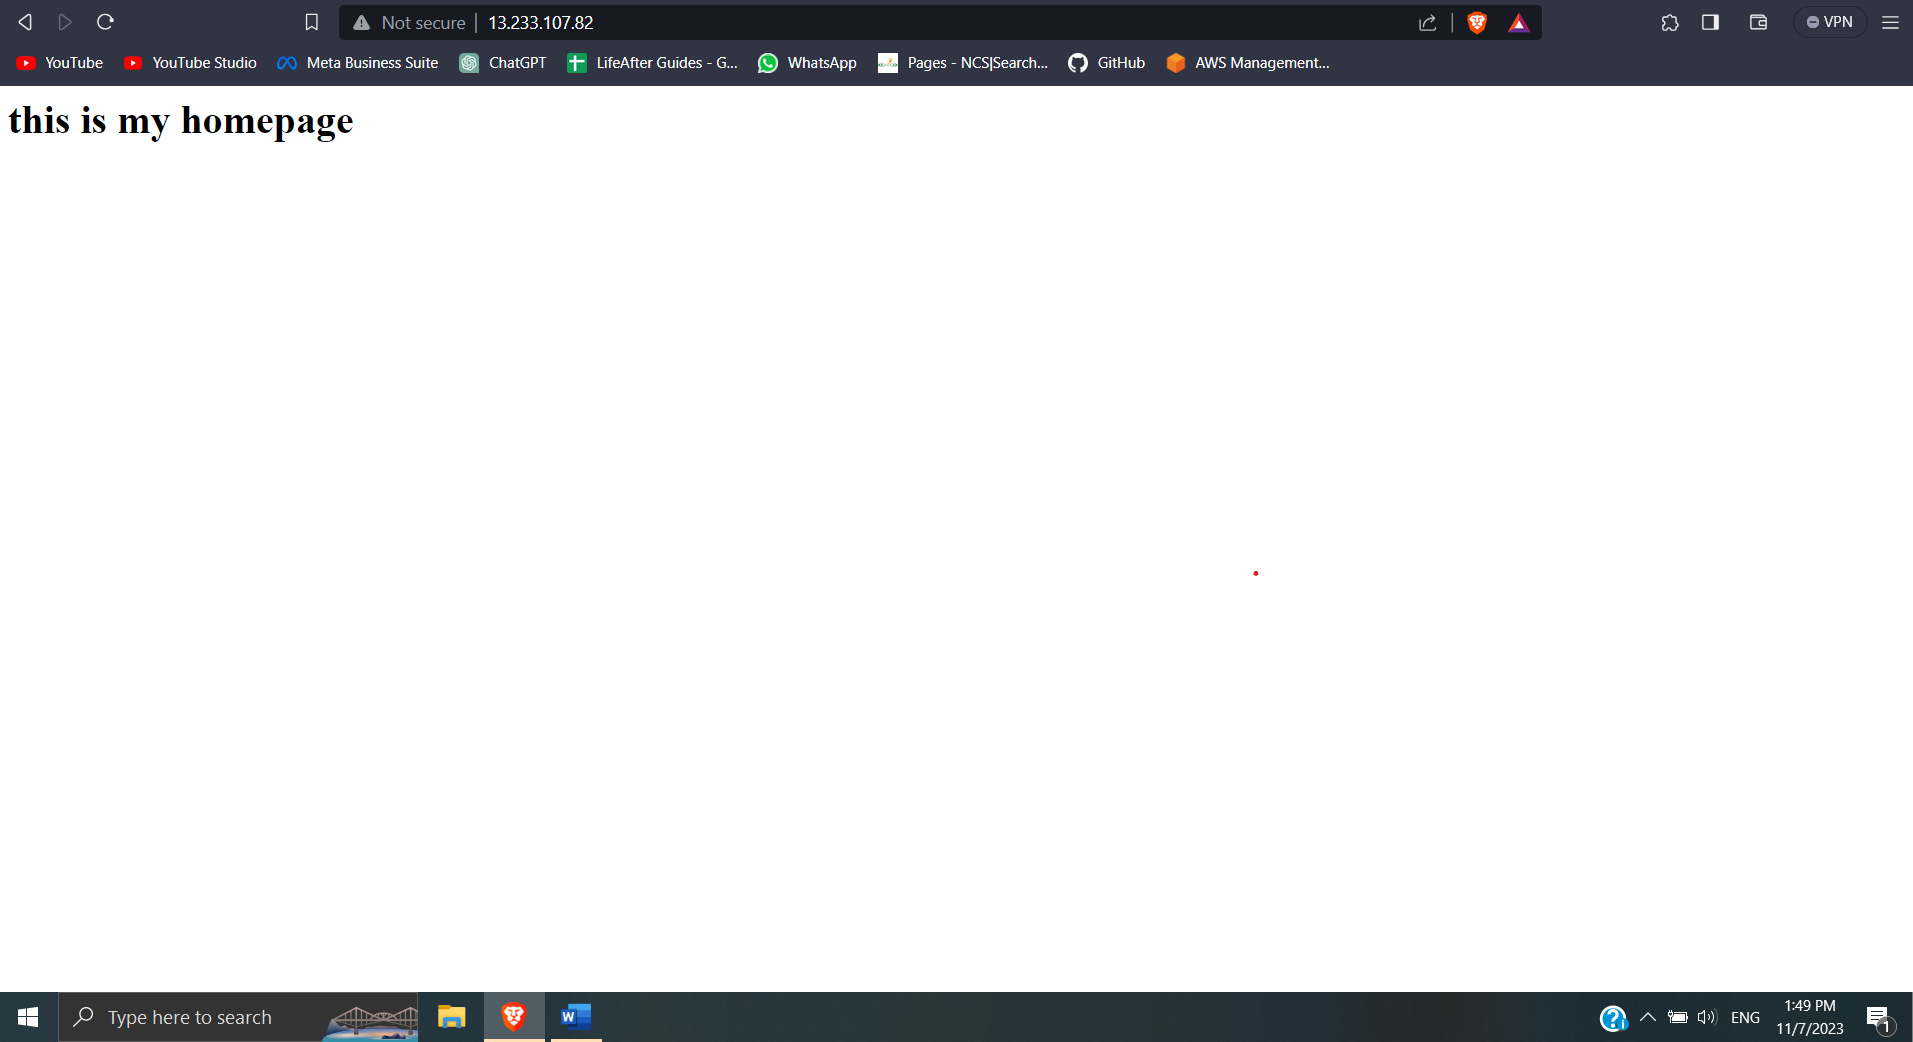 Not secure | 13.233.107.82
VPN
YouTube YouTube Studio Meta Business Suite ChatGPT LifeAfter Guides - G... WhatsApp Pages - NCS|Search... GitHub AWS Management...
this is my homepage
Type here to search
W
ENG
1:49 PM
11/7/2023
1